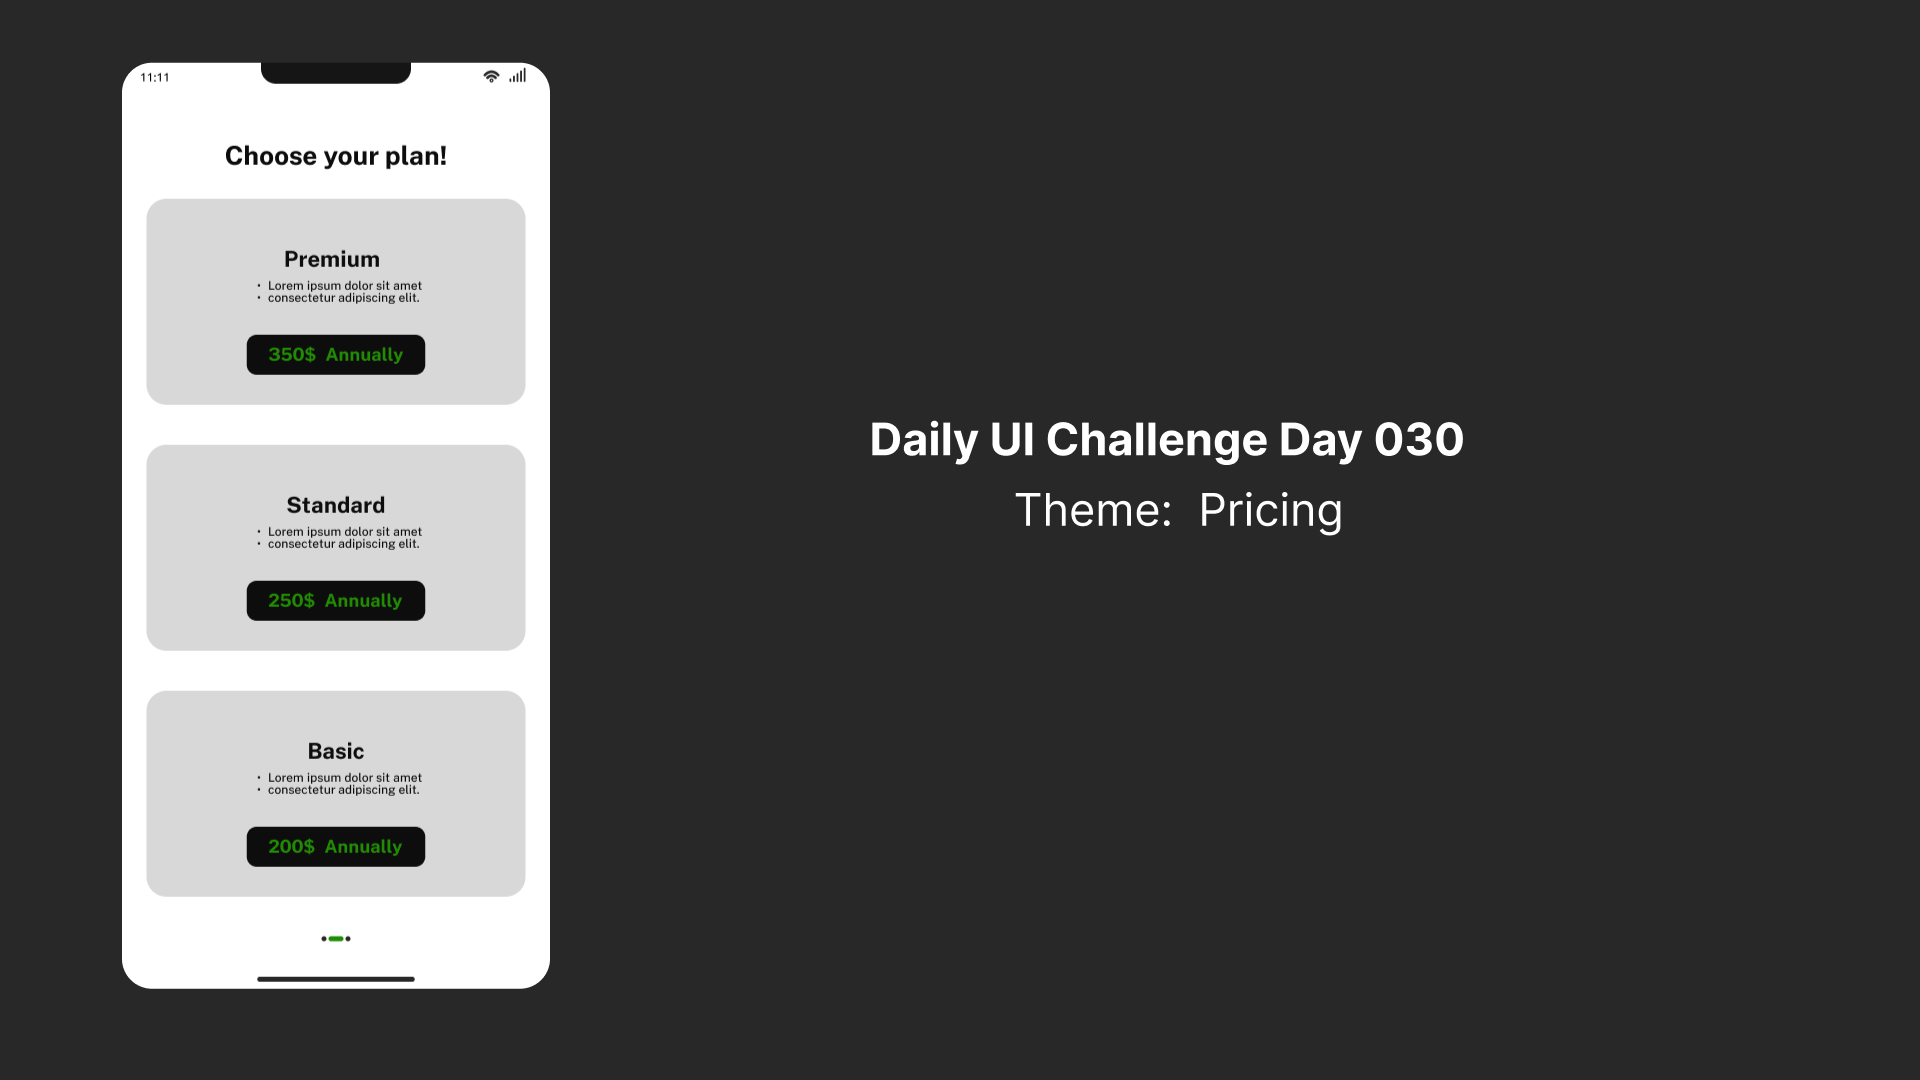 11:11
Choose your plan!
Premium
• Lorem ipsum dolor sit amet
• consectetur adipiscing elit.
350$ Annually
Standard
• Lorem ipsum dolor sit amet
• consectetur adipiscing elit.
250$ Annually
Basic
• Lorem ipsum dolor sit amet
• consectetur adipiscing elit.
200$ Annually
Daily UI Challenge Day 030
Theme: Pricing